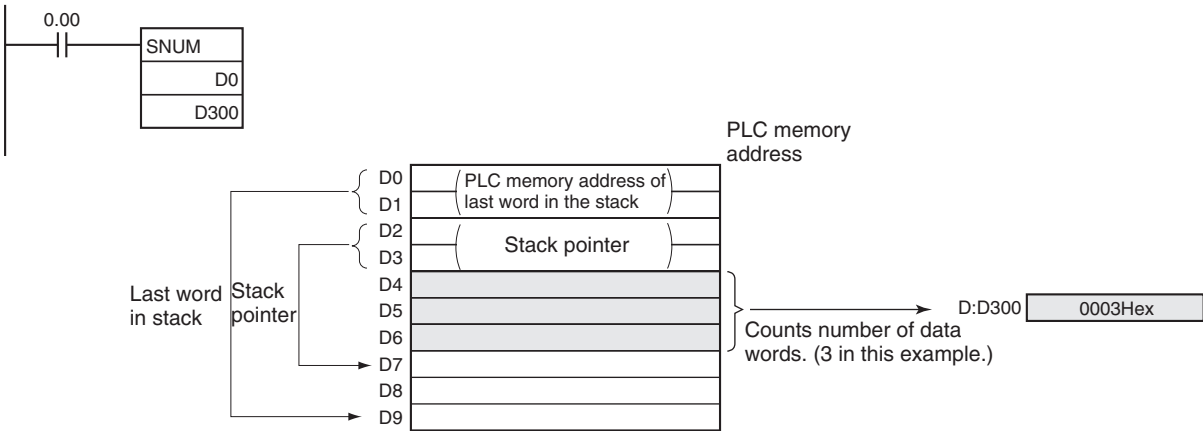 0.00
SNUM
D0
D300
PLC memory
address
D0
D1
D2
D3
D4
D5
D6
D7
D8
D9
PLC memory address of
last word in the stack
Stack pointer
Last word
in stack
Stack
pointer
Counts number of data
words. (3 in this example.)
D:D300
0003Hex